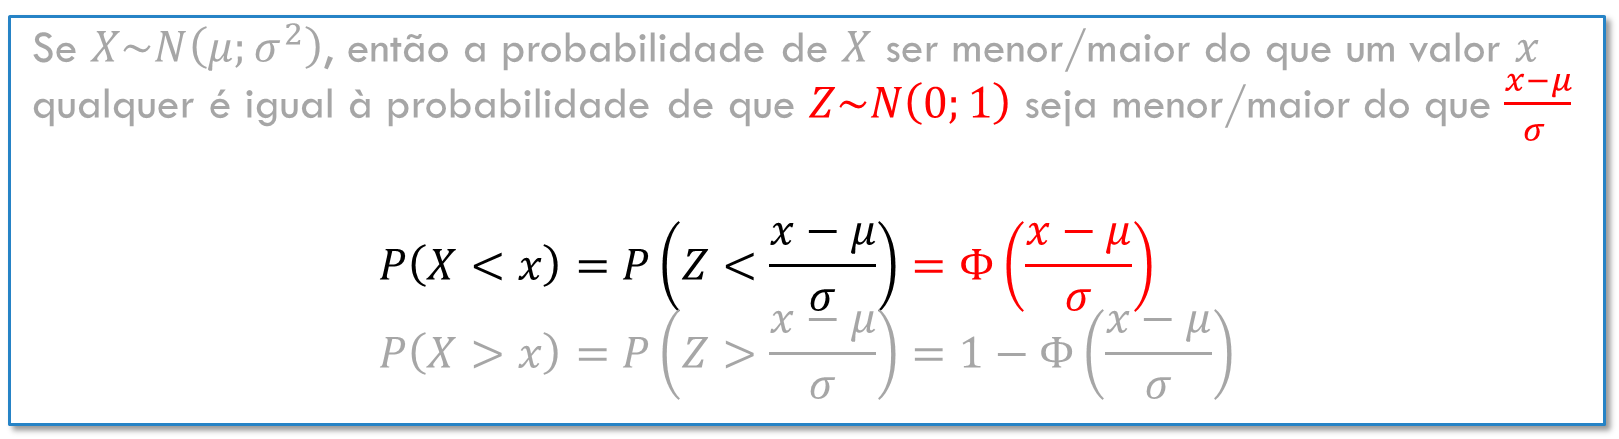 Se X~N(μ; σ²), então a probabilidade de X ser menor/maior do que um valor x
qualquer é igual à probabilidade de que Z~N(0; 1) seja menor/maior do que (x−μ)/σ
P(X < x) = P(Z < (x − μ)/σ) = Φ((x − μ)/σ)
P(X > x) = P(Z > (x − μ)/σ) = 1 − Φ((x − μ)/σ)